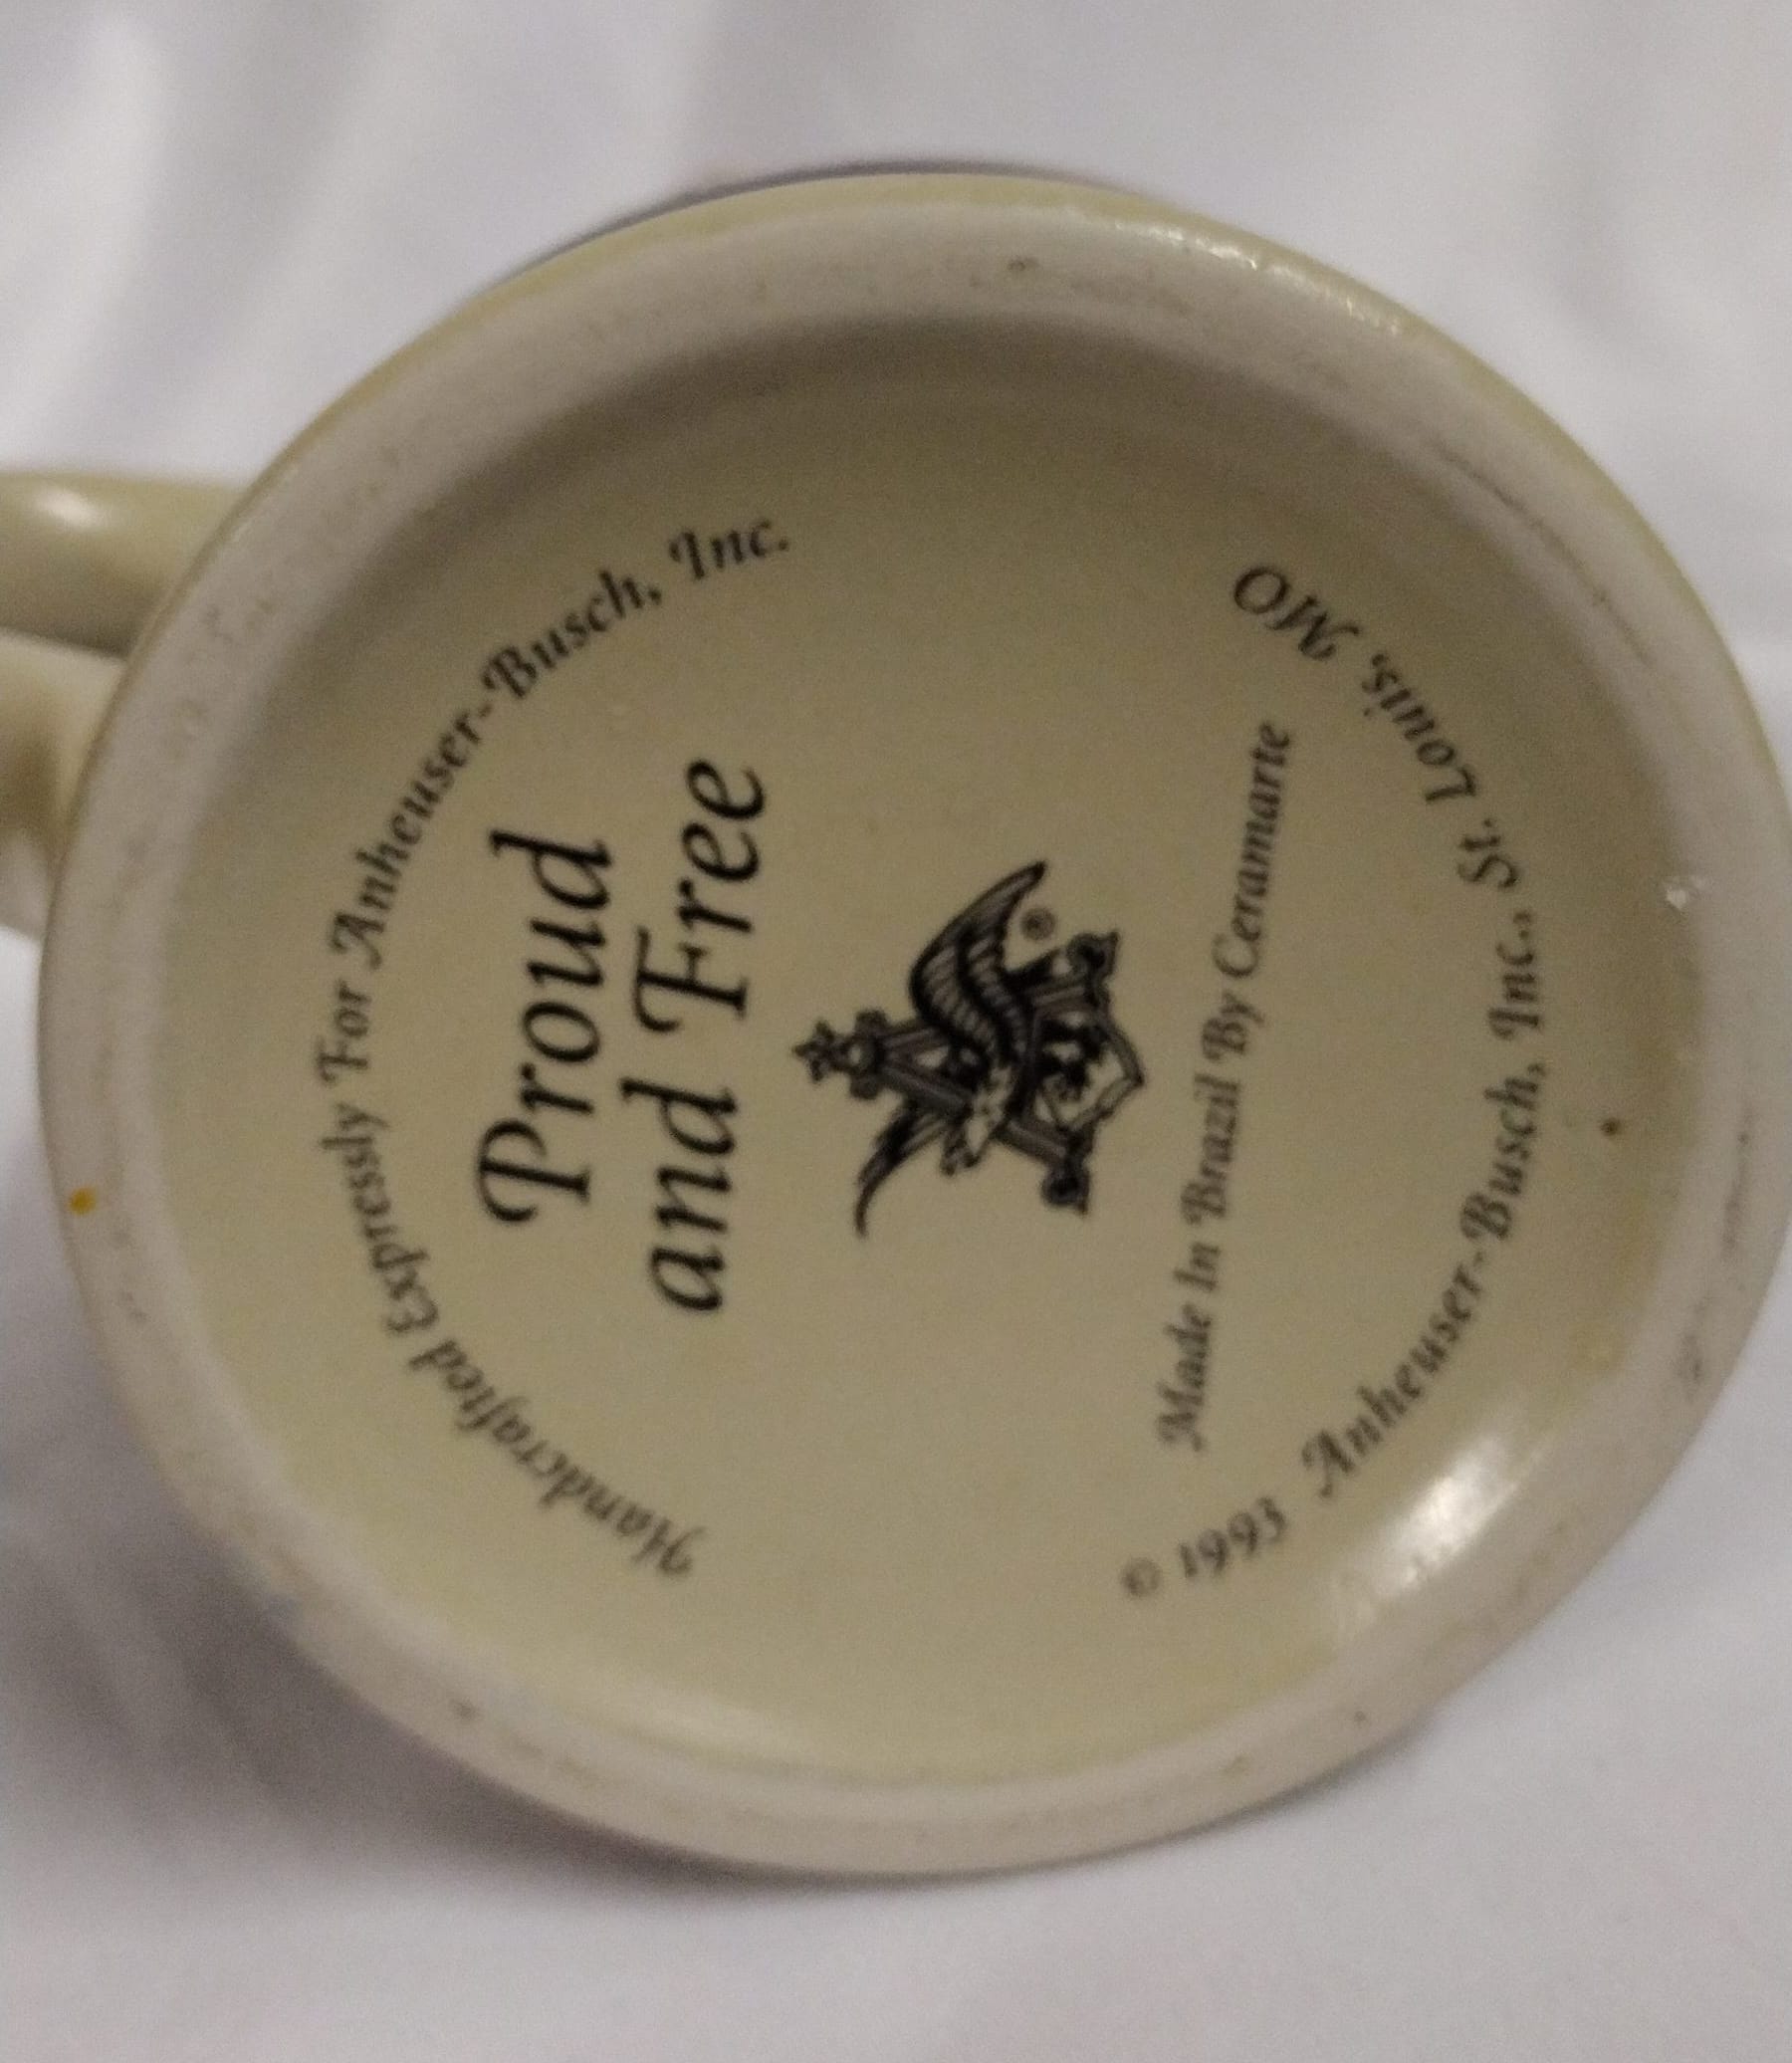 Handcrafted Expressly For Anheuser-Busch, Inc.
Proud
and Free
®
Made In Brazil By Ceramarte
© 1993 Anheuser-Busch, Inc., St. Louis, MO